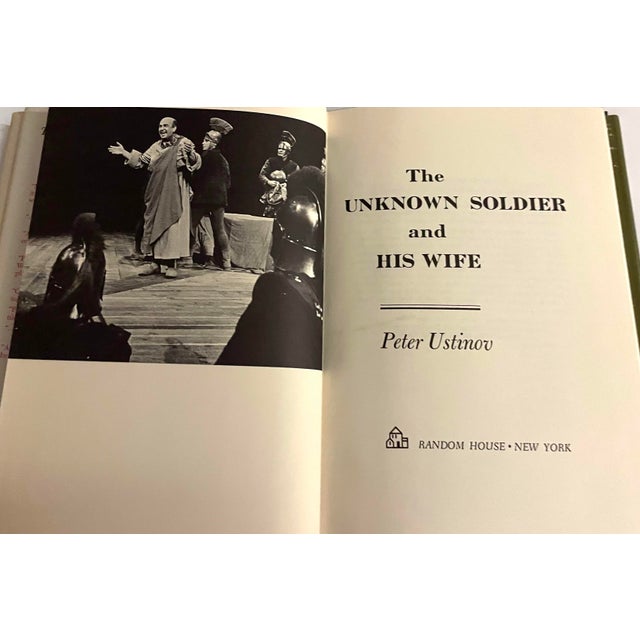 The
UNKNOWN SOLDIER
and
HIS WIFE
Peter Ustinov
RANDOM HOUSE • NEW YORK